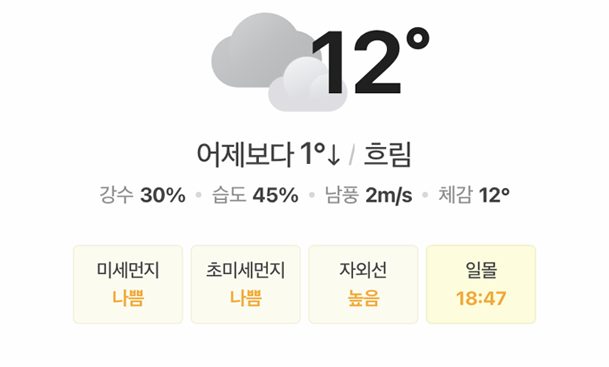 12°
어제보다 1°↓ / 흐림
강수 30% • 습도 45% • 남풍 2m/s • 체감 12°
미세먼지 초미세먼지 자외선 일몰
나쁨 나쁨 높음 18:47